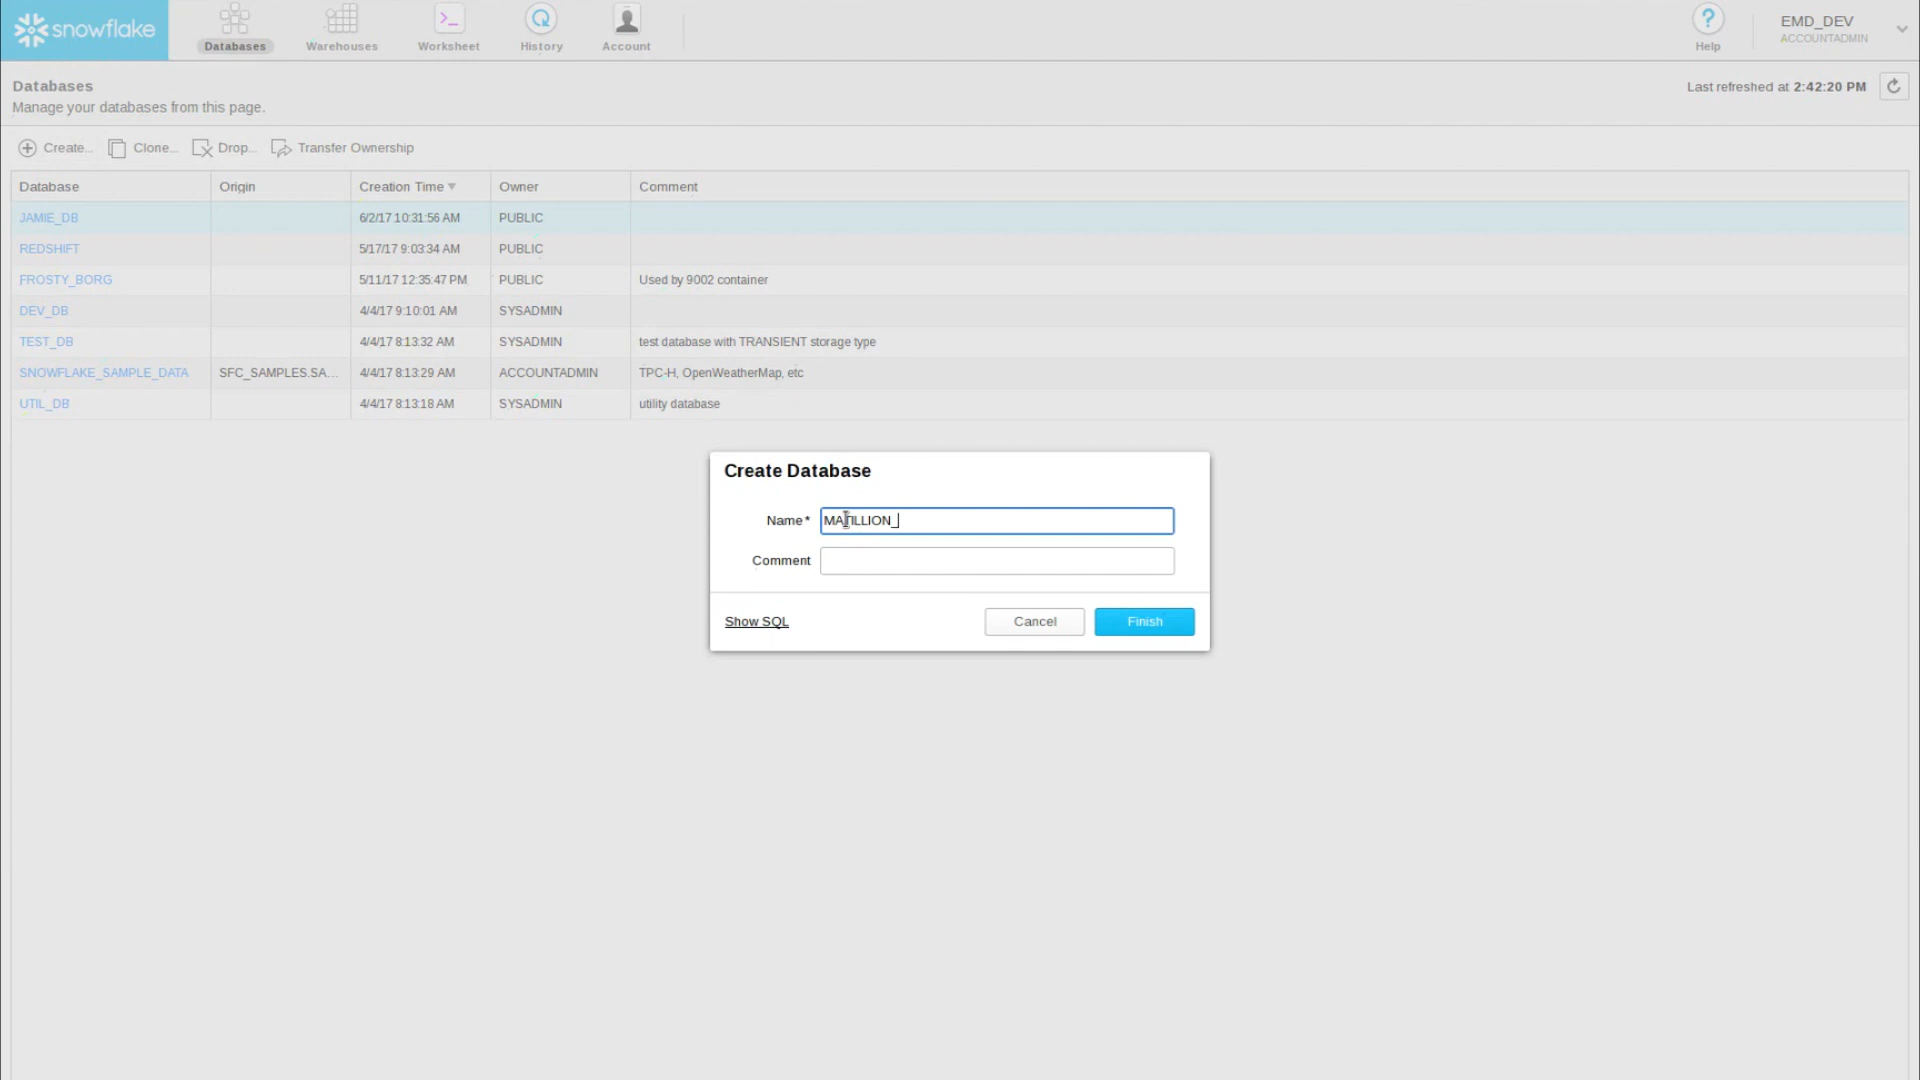 snowflake
Databases Warehouses Worksheet History Account Help EMD_DEV
ACCOUNTADMIN
Databases
Manage your databases from this page.
Last refreshed at 2:42:20 PM
Create... Clone... Drop... Transfer Ownership
Database Origin Creation Time Owner Comment
JAMIE_DB 6/2/17 10:31:56 AM PUBLIC
REDSHIFT 5/17/17 9:03:34 AM PUBLIC
FROSTY_BORG 5/11/17 12:35:47 PM PUBLIC Used by 9002 container
DEV_DB 4/4/17 9:10:01 AM SYSADMIN
TEST_DB 4/4/17 8:13:32 AM SYSADMIN test database with TRANSIENT storage type
SNOWFLAKE_SAMPLE_DATA SFC_SAMPLES.SA... 4/4/17 8:13:29 AM ACCOUNTADMIN TPC-H, OpenWeatherMap, etc
UTIL_DB 4/4/17 8:13:18 AM SYSADMIN utility database
Create Database
Name* MATILLION_
Comment
Show SQL Cancel Finish